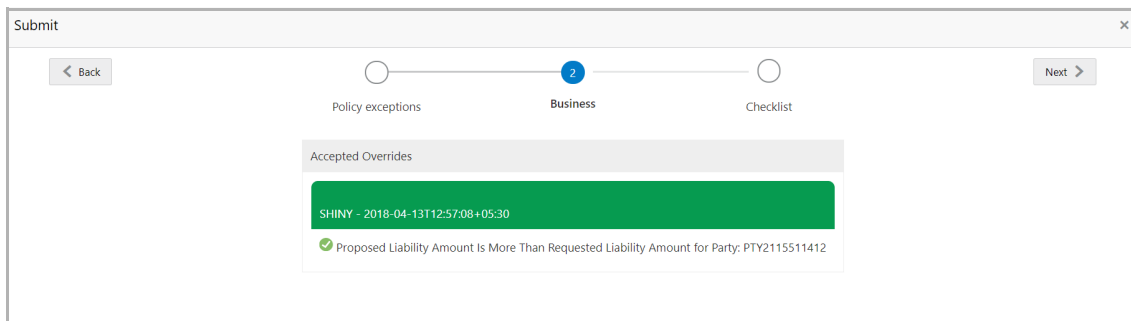 Submit ×
Back
Next
2
Policy exceptions
Business
Checklist
Accepted Overrides
SHINY - 2018-04-13T12:57:08+05:30
Proposed Liability Amount Is More Than Requested Liability Amount for Party: PTY2115511412